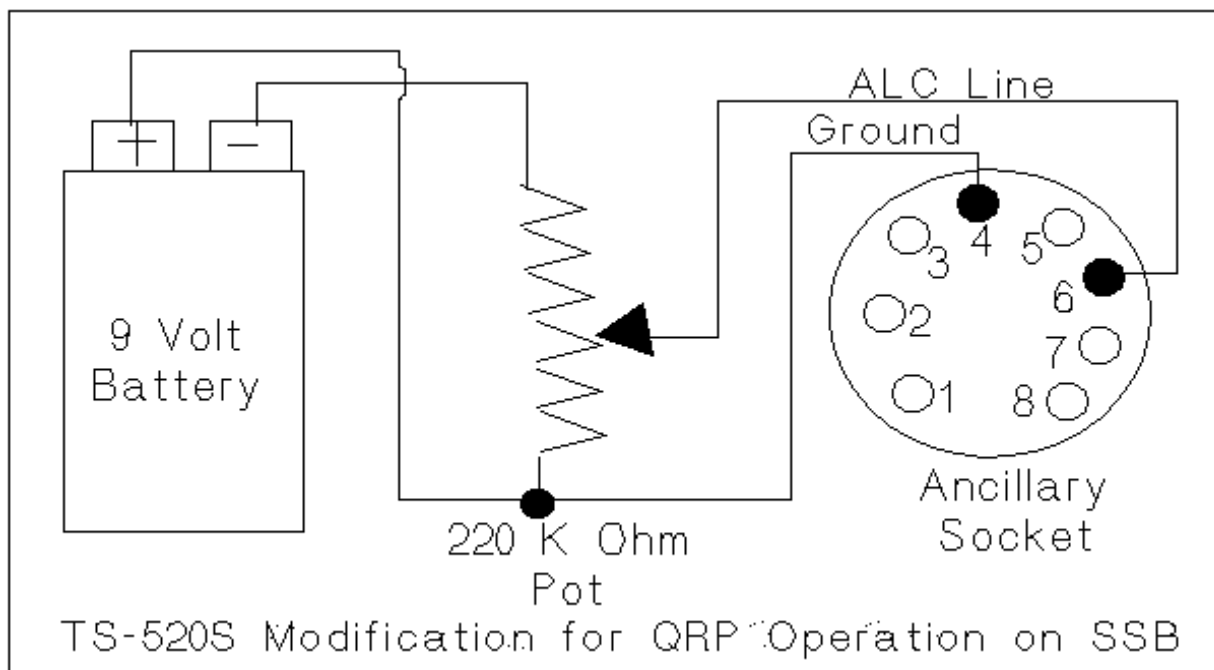 ALC Line
Ground
+
-
9 Volt
Battery
3
4
5
2
6
1
7
8
Ancillary
Socket
220 K Ohm
Pot
TS-520S Modification for QRP Operation on SSB